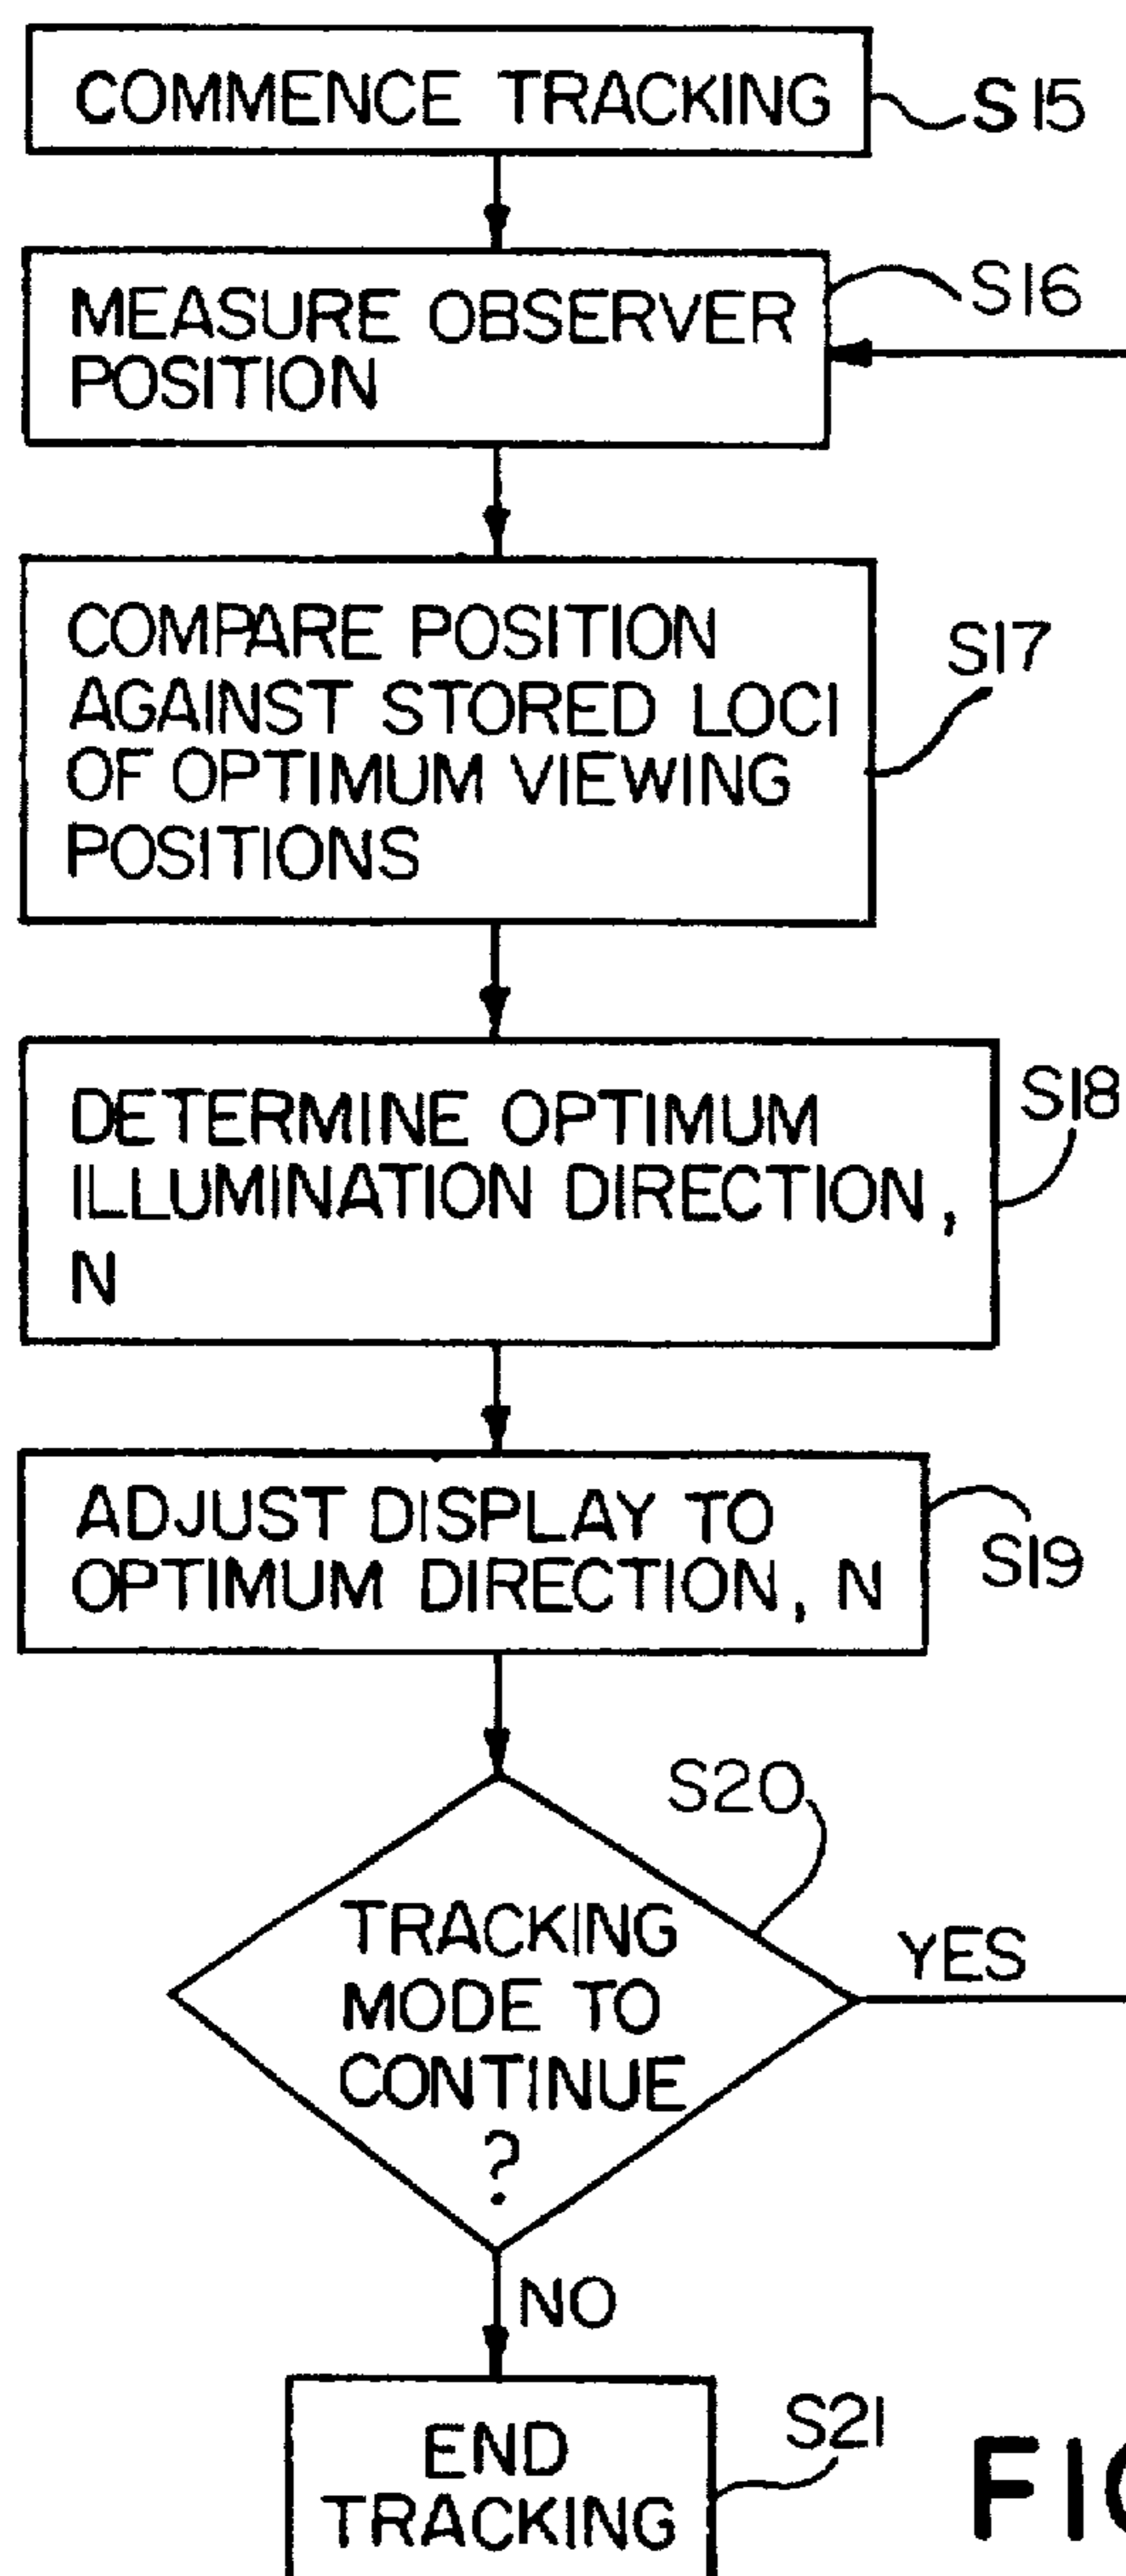 COMMENCE TRACKING
S15
MEASURE OBSERVER
POSITION
S16
COMPARE POSITION
AGAINST STORED LOCI
OF OPTIMUM VIEWING
POSITIONS
S17
DETERMINE OPTIMUM
ILLUMINATION DIRECTION,
N
S18
ADJUST DISPLAY TO
OPTIMUM DIRECTION, N
S19
S20
TRACKING
MODE TO
CONTINUE
?
YES
NO
END
TRACKING
S21